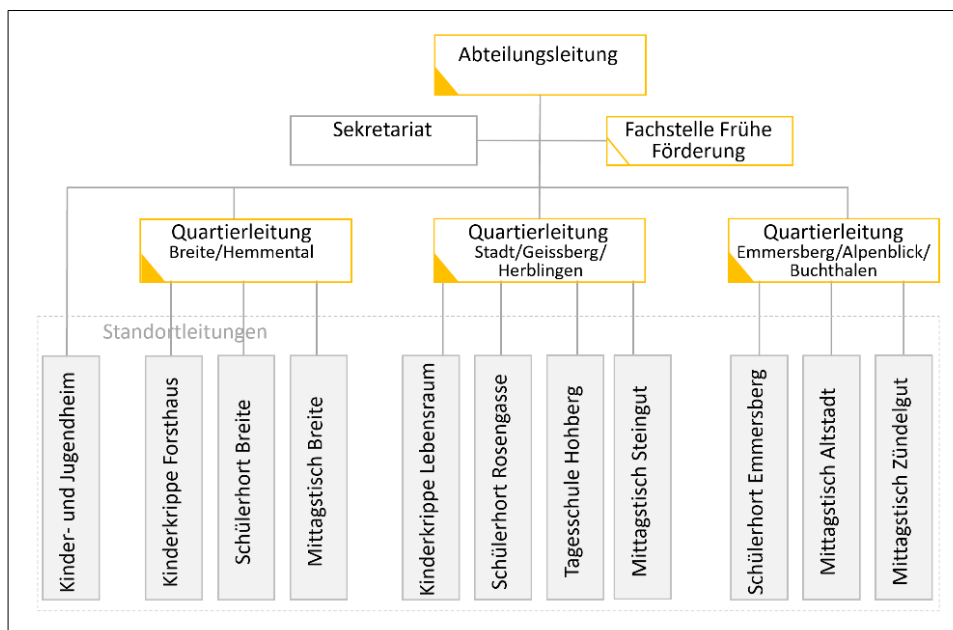 Abteilungsleitung
Sekretariat
Fachstelle Frühe
Förderung
Quartierleitung
Breite/Hemmental
Quartierleitung
Stadt/Geissberg/
Herblingen
Quartierleitung
Emmersberg/Alpenblick/
Buchthalen
Standortleitungen
Kinder- und Jugendheim
Kinderkrippe Forsthaus
Schülerhort Breite
Mittagstisch Breite
Kinderkrippe Lebensraum
Schülerhort Rosengasse
Tagesschule Hohberg
Mittagstisch Steingut
Schülerhort Emmersberg
Mittagstisch Altstadt
Mittagstisch Zündelgut